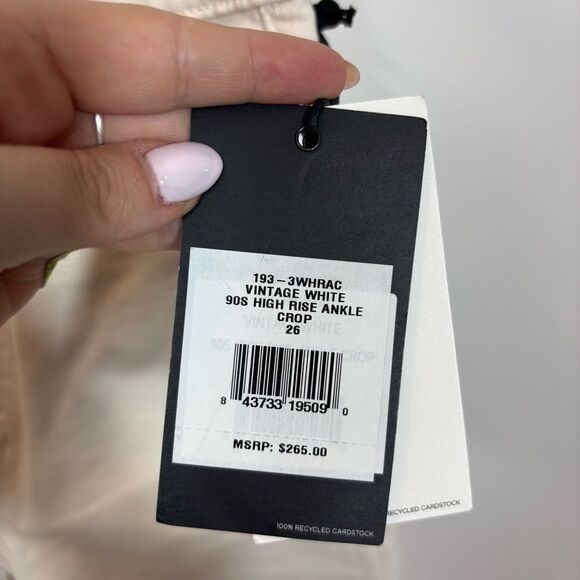 193-3WHRAC
VINTAGE WHITE
90S HIGH RISE ANKLE
CROP
26
8 43733 19509 0
MSRP: $265.00
100% RECYCLED CARDSTOCK
RECYCLED CARDSTOCK